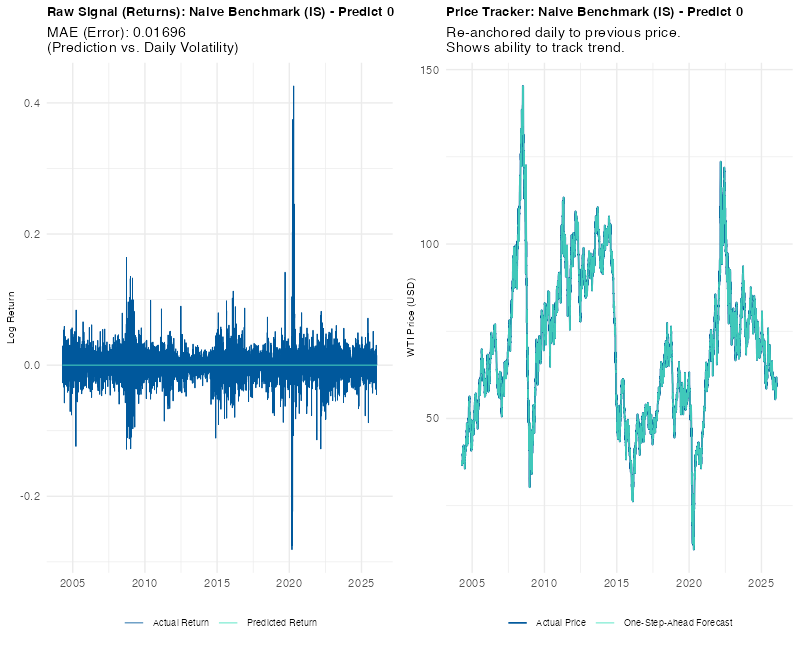 Raw Signal (Returns): Naive Benchmark (IS) - Predict 0
MAE (Error): 0.01696
(Prediction vs. Daily Volatility)
Log Return
0.4
0.2
0.0
-0.2
2005
2010
2015
2020
2025
Actual Return
Predicted Return
Price Tracker: Naive Benchmark (IS) - Predict 0
Re-anchored daily to previous price.
Shows ability to track trend.
WTI Price (USD)
150
100
50
2005
2010
2015
2020
2025
Actual Price
One-Step-Ahead Forecast